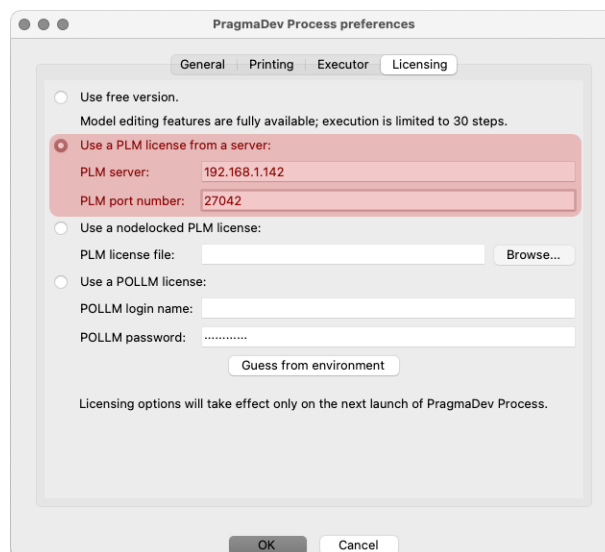 PragmaDev Process preferences
General Printing Executor Licensing
Use free version.
Model editing features are fully available; execution is limited to 30 steps.
Use a PLM license from a server:
PLM server: 192.168.1.142
PLM port number: 27042
Use a nodelocked PLM license:
PLM license file: Browse...
Use a POLLM license:
POLLM login name:
POLLM password: ············
Guess from environment
Licensing options will take effect only on the next launch of PragmaDev Process.
OK Cancel